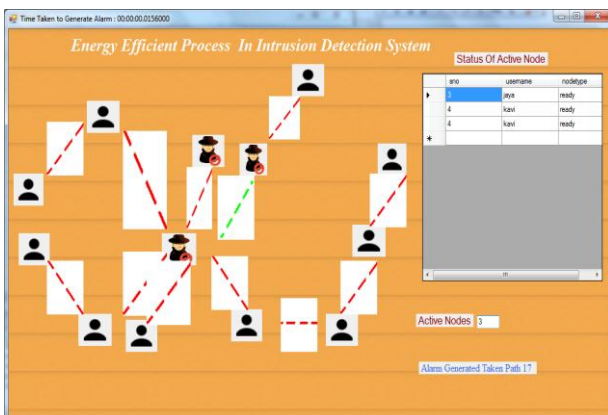 Time Taken to Generate Alarm : 00:00:00.0156000
Energy Efficient Process In Intrusion Detection System
Status Of Active Node
sno username nodetype
3 jaya ready
4 kavi ready
4 kavi ready
Active Nodes 3
Alarm Generated Taken Path 17